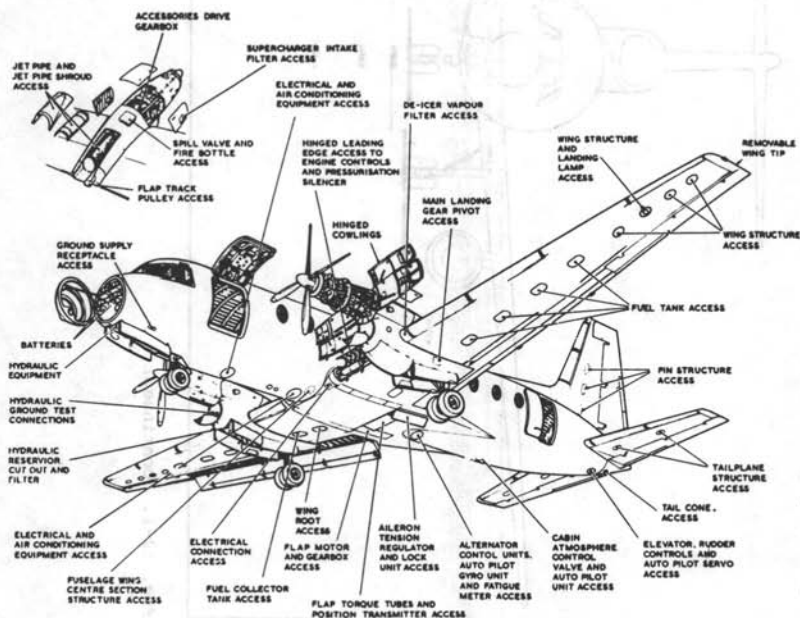 ACCESSORIES DRIVE
GEARBOX
SUPERCHARGER INTAKE
FILTER ACCESS
JET PIPE AND
JET PIPE SHROUD
ACCESS
ELECTRICAL AND
AIR CONDITIONING
EQUIPMENT ACCESS
DE-ICER VAPOUR
FILTER ACCESS
SPILL VALVE AND
FIRE BOTTLE
ACCESS
HINGED LEADING
EDGE ACCESS TO
ENGINE CONTROLS
AND PRESSURISATION
SILENCER
WING STRUCTURE
AND
LANDING
LAMP
ACCESS
REMOVABLE
WING TIP
FLAP TRACK
PULLEY ACCESS
MAIN LANDING
GEAR PIVOT
ACCESS
HINGED
COWLINGS
WING STRUCTURE
ACCESS
GROUND SUPPLY
RECEPTACLE
ACCESS
FUEL TANK ACCESS
BATTERIES
HYDRAULIC
EQUIPMENT
PIN STRUCTURE
ACCESS
HYDRAULIC
GROUND TEST
CONNECTIONS
HYDRAULIC
RESERVIOR
CUT OUT AND
FILTER
TAILPLANE
STRUCTURE
ACCESS
TAIL CONE,
ACCESS
ELECTRICAL AND
AIR CONDITIONING
EQUIPMENT ACCESS
ELECTRICAL
CONNECTION
ACCESS
WING
ROOT
ACCESS
FLAP MOTOR
AND GEARBOX
ACCESS
AILERON
TENSION
REGULATOR
AND LOCK
UNIT ACCESS
ALTERNATOR
CONTOL UNITS,
AUTO PILOT
GYRO UNIT
AND FATIGUE
METER ACCESS
CABIN
ATMOSPHERE
CONTROL
VALVE AND
AUTO PILOT
UNIT ACCESS
ELEVATOR, RUDDER
CONTROLS AND
AUTO PILOT SERVO
ACCESS
FUSELAGE WING
CENTRE SECTION
STRUCTURE ACCESS
FUEL COLLECTOR
TANK ACCESS
FLAP TORQUE TUBES AND
POSITION TRANSMITTER ACCESS